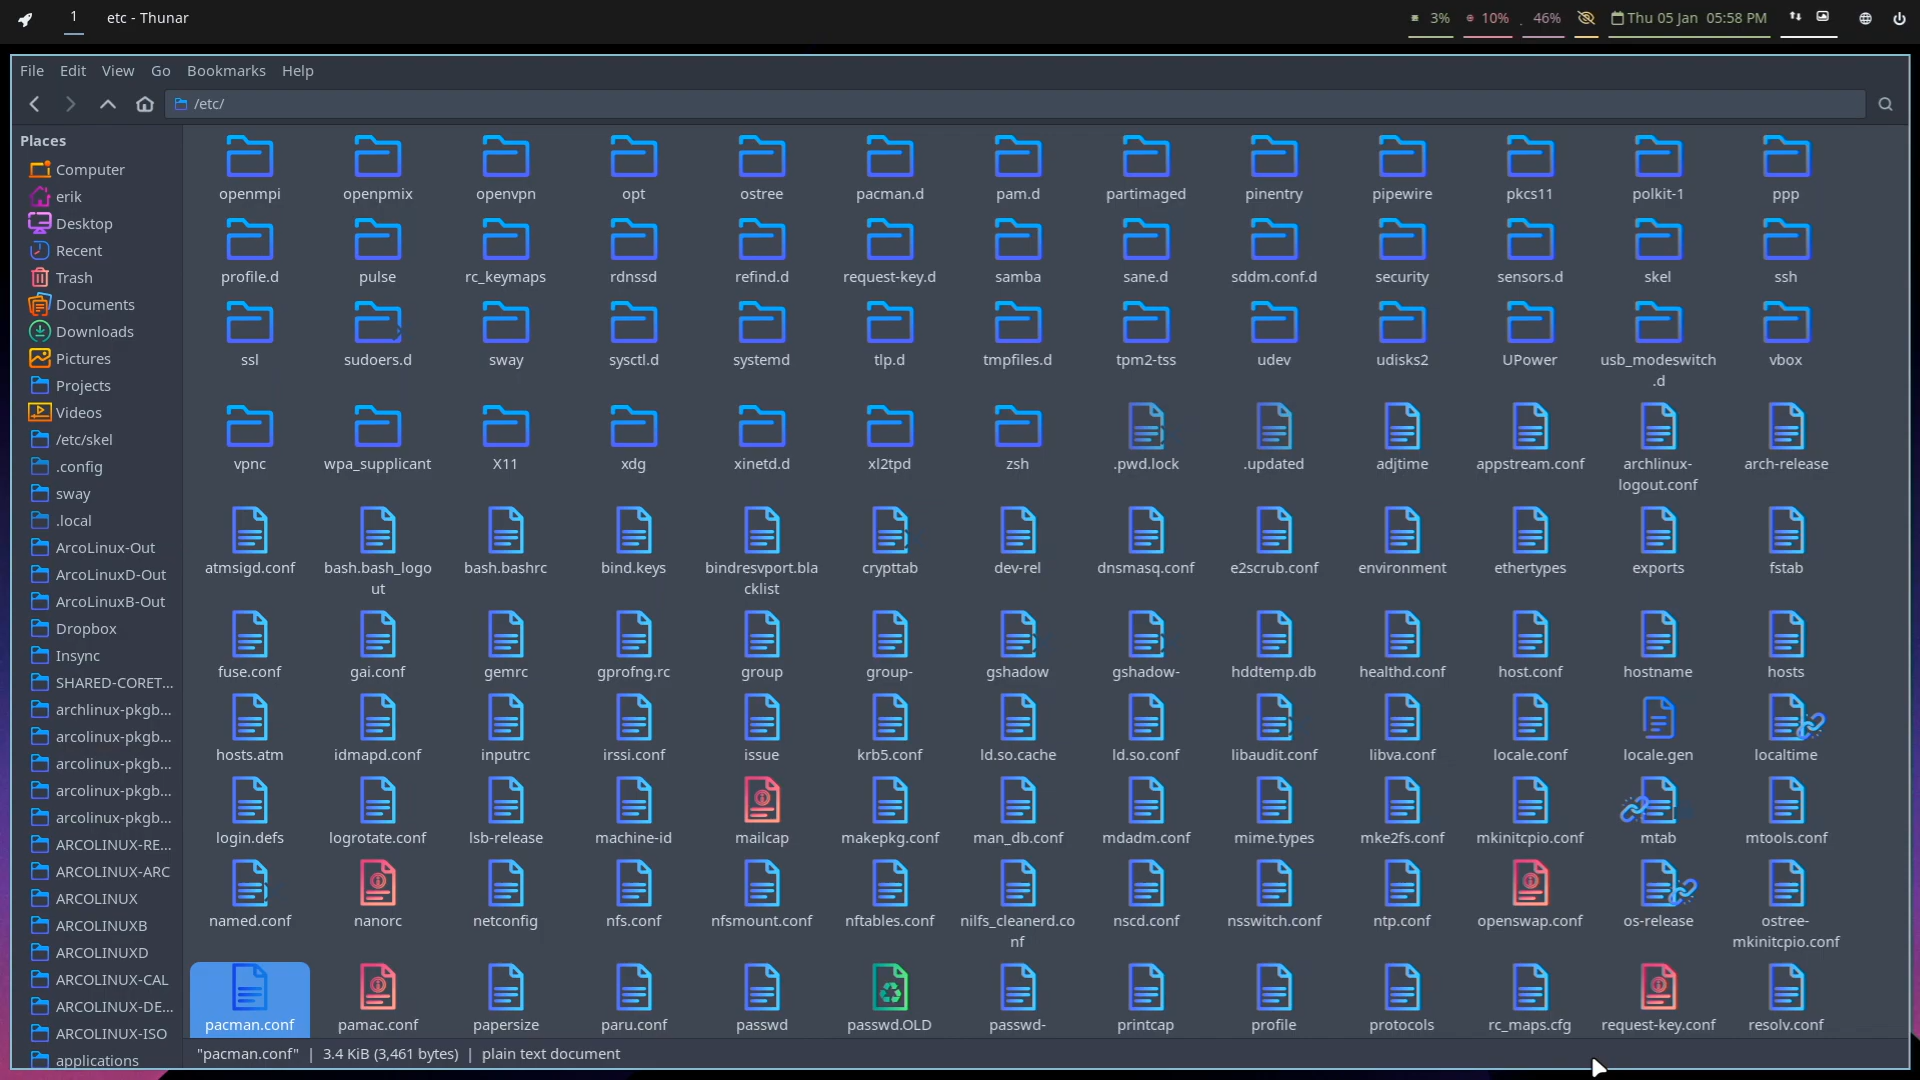 1 etc - Thunar 3% 10% 46% Thu 05 Jan 05:58 PM
File Edit View Go Bookmarks Help
/etc/
Places
Computer
erik
Desktop
Recent
Trash
Documents
Downloads
Pictures
Projects
Videos
/etc/skel
.config
sway
.local
ArcoLinux-Out
ArcoLinuxD-Out
ArcoLinuxB-Out
Dropbox
Insync
SHARED-CORET...
archlinux-pkgb...
arcolinux-pkgb...
arcolinux-pkgb...
arcolinux-pkgb...
arcolinux-pkgb...
ARCOLINUX-RE...
ARCOLINUX-ARC
ARCOLINUX
ARCOLINUXB
ARCOLINUXD
ARCOLINUX-CAL
ARCOLINUX-DE...
ARCOLINUX-ISO
applications
openmpi openpmix openvpn opt ostree pacman.d pam.d partimaged pinentry pipewire pkcs11 polkit-1 ppp
profile.d pulse rc_keymaps rdnssd refind.d request-key.d samba sane.d sddm.conf.d security sensors.d skel ssh
ssl sudoers.d sway sysctl.d systemd tlp.d tmpfiles.d tpm2-tss udev udisks2 UPower usb_modeswitch vbox
.d
vpnc wpa_supplicant X11 xdg xinetd.d xl2tpd zsh .pwd.lock .updated adjtime appstream.conf archlinux- arch-release
logout.conf
atmsigd.conf bash.bash_logo bash.bashrc bind.keys bindresvport.bla crypttab dev-rel dnsmasq.conf e2scrub.conf environment ethertypes exports fstab
ut cklist
fuse.conf gai.conf gemrc gprofng.rc group group- gshadow gshadow- hddtemp.db healthd.conf host.conf hostname hosts
hosts.atm idmapd.conf inputrc irssi.conf issue krb5.conf ld.so.cache ld.so.conf libaudit.conf libva.conf locale.conf locale.gen localtime
login.defs logrotate.conf lsb-release machine-id mailcap makepkg.conf man_db.conf mdadm.conf mime.types mke2fs.conf mkinitcpio.conf mtab mtools.conf
named.conf nanorc netconfig nfs.conf nfsmount.conf nftables.conf nilfs_cleanerd.co nscd.conf nsswitch.conf ntp.conf openswap.conf os-release ostree-
nf mkinitcpio.conf
pacman.conf pamac.conf papersize paru.conf passwd passwd.OLD passwd- printcap profile protocols rc_maps.cfg request-key.conf resolv.conf
"pacman.conf" | 3.4 KiB (3,461 bytes) | plain text document